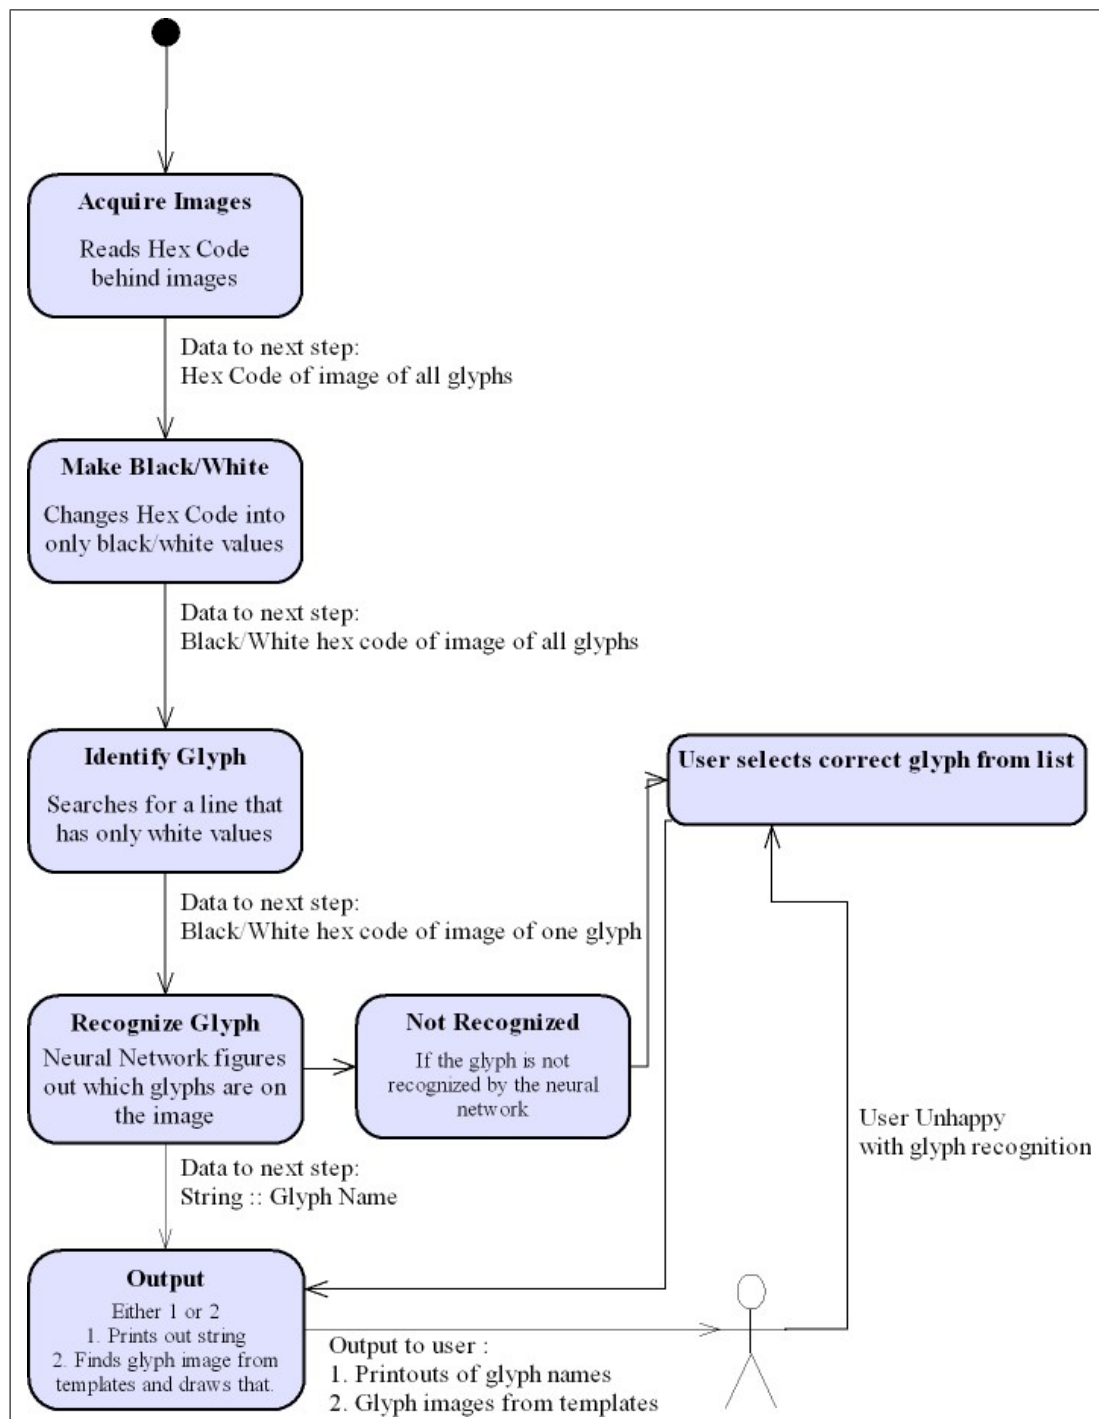 Acquire Images
Reads Hex Code
behind images
Data to next step:
Hex Code of image of all glyphs
Make Black/White
Changes Hex Code into
only black/white values
Data to next step:
Black/White hex code of image of all glyphs
Identify Glyph
Searches for a line that
has only white values
User selects correct glyph from list
Data to next step:
Black/White hex code of image of one glyph
Recognize Glyph
Neural Network figures
out which glyphs are on
the image
Not Recognized
If the glyph is not
recognized by the neural
network
User Unhappy
with glyph recognition
Data to next step:
String :: Glyph Name
Output
Either 1 or 2
1. Prints out string
2. Finds glyph image from
templates and draws that.
Output to user :
1. Printouts of glyph names
2. Glyph images from templates